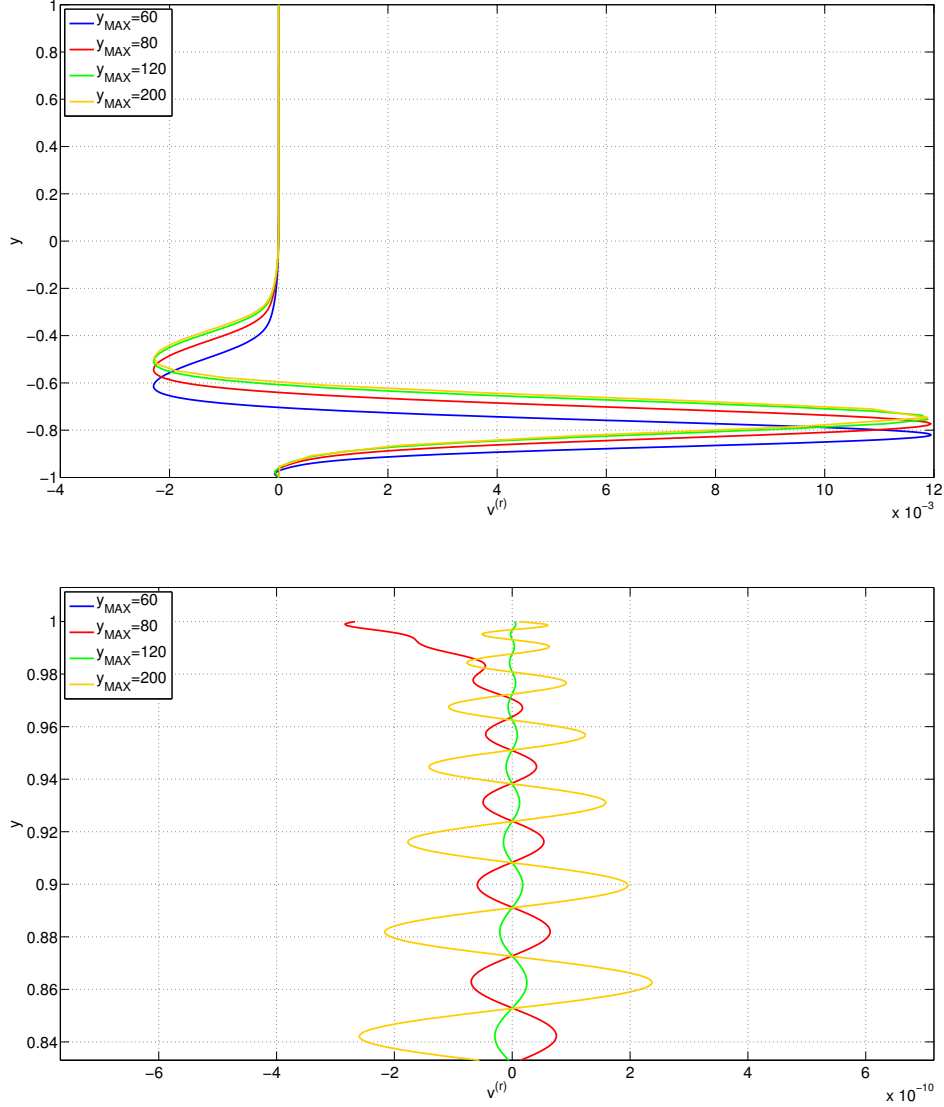 1
0.8
0.6
0.4
0.2
0
−0.2
−0.4
−0.6
−0.8
−1
y
y_MAX=60
y_MAX=80
y_MAX=120
y_MAX=200
−4 −2 0 2 4 6 8 10 12
v^(r)
x 10^−3
1
0.98
0.96
0.94
0.92
0.9
0.88
0.86
0.84
y
y_MAX=60
y_MAX=80
y_MAX=120
y_MAX=200
−6 −4 −2 0 2 4 6
v^(r)
x 10^−10